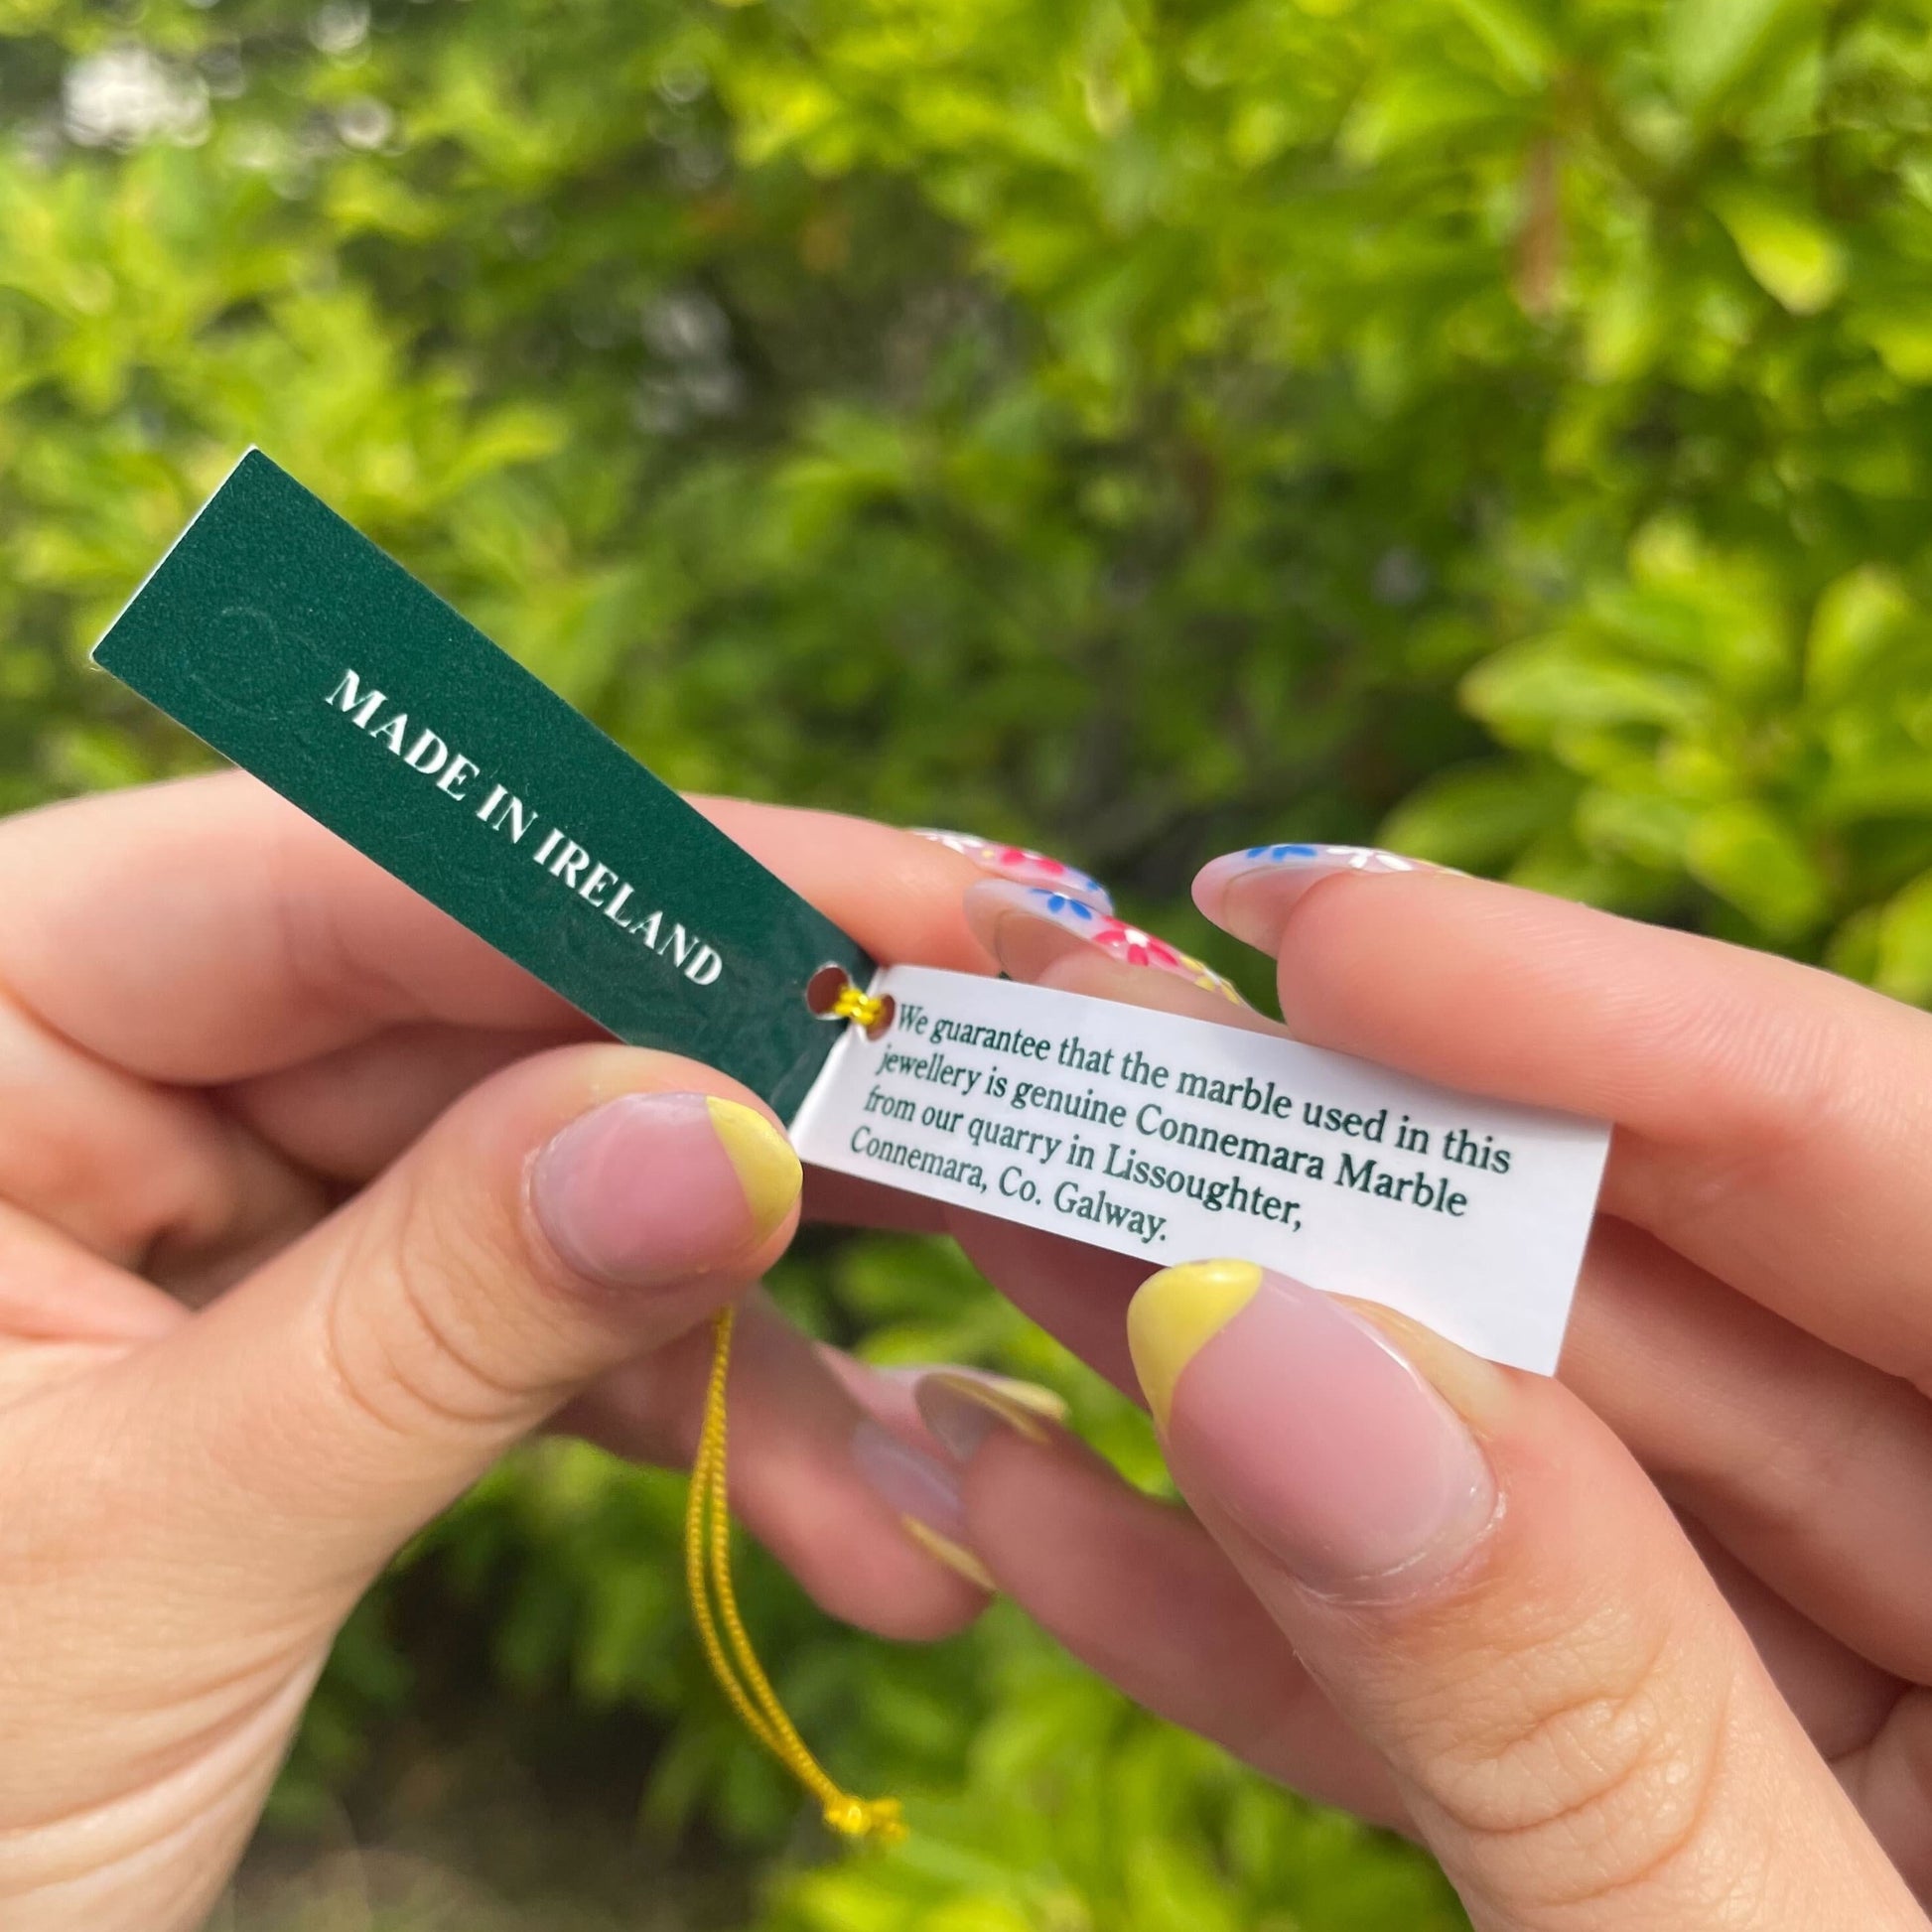 MADE IN IRELAND
We guarantee that the marble used in this
jewellery is genuine Connemara Marble
from our quarry in Lissoughter,
Connemara, Co. Galway.